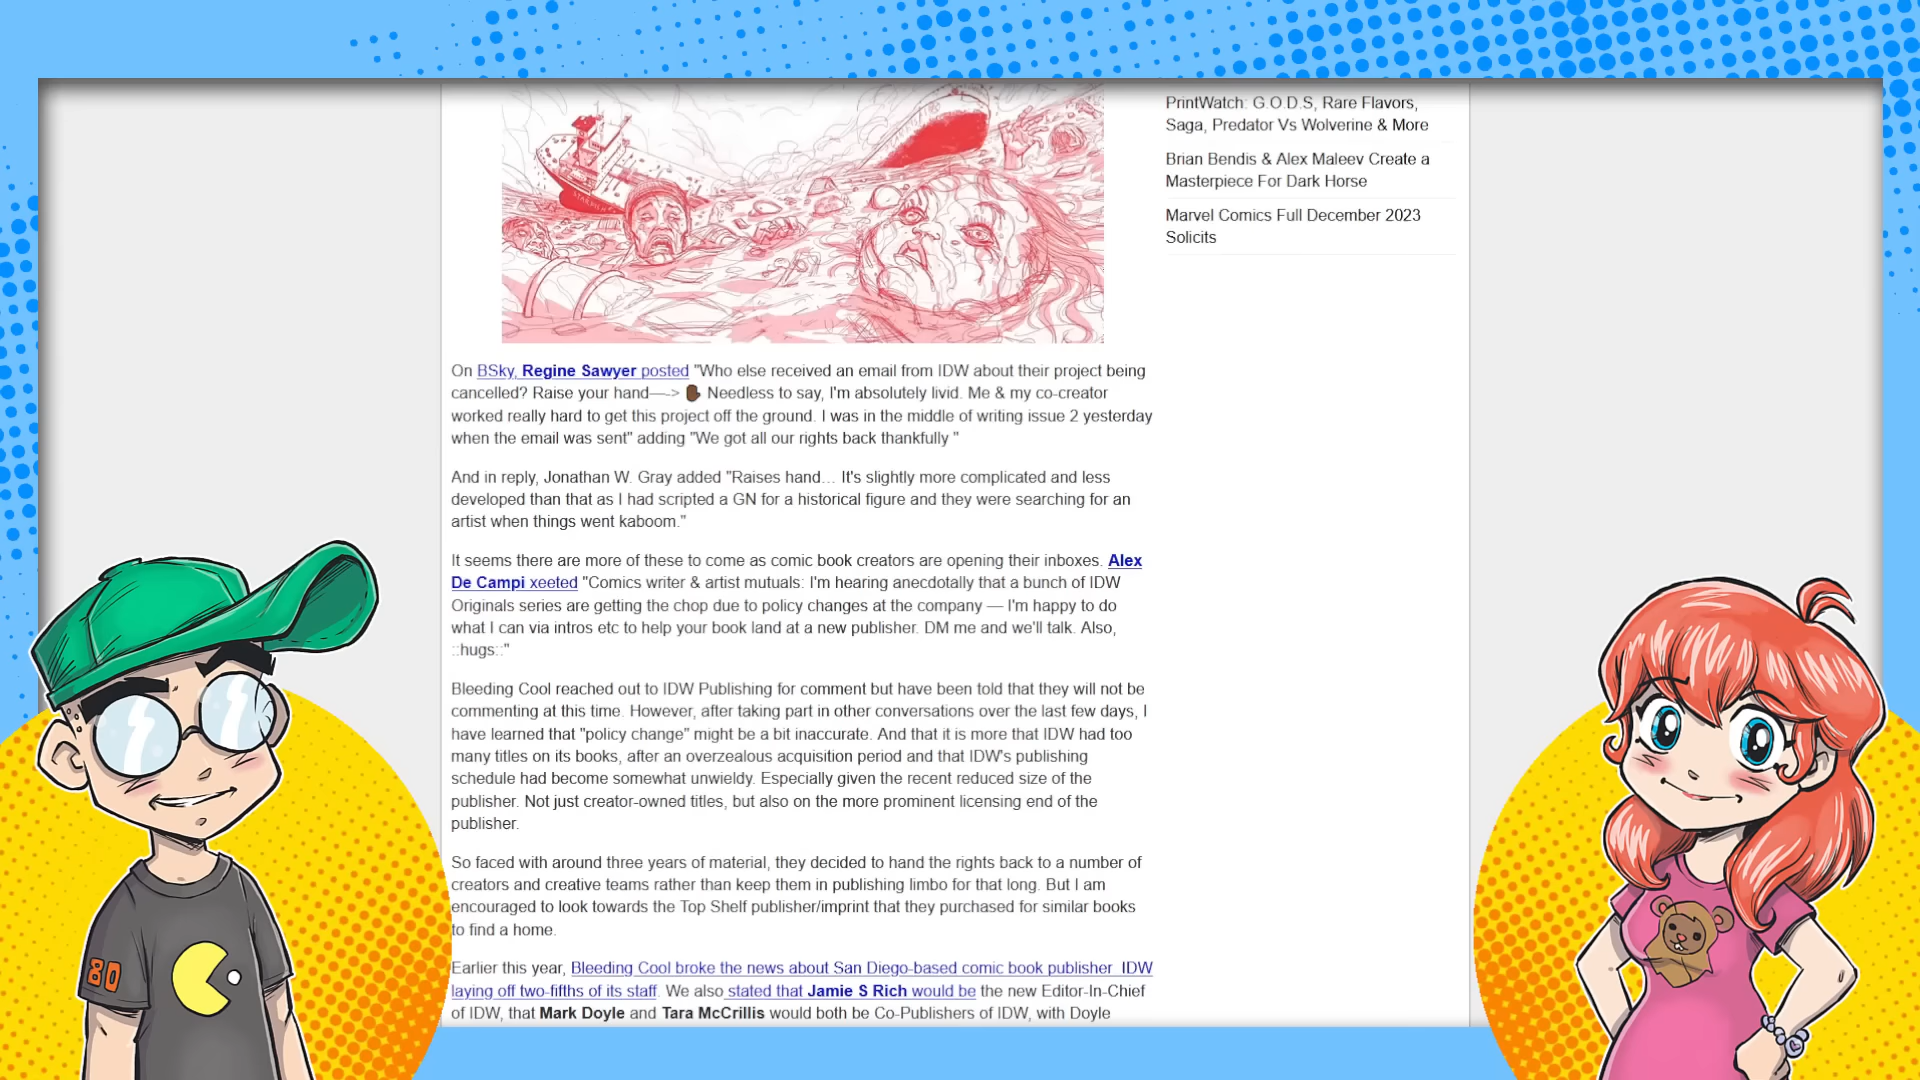 PrintWatch: G.O.D.S, Rare Flavors,
Saga, Predator Vs Wolverine & More
Brian Bendis & Alex Maleev Create a
Masterpiece For Dark Horse
Marvel Comics Full December 2023
Solicits
On BSky, Regine Sawyer posted "Who else received an email from IDW about their project being
cancelled? Raise your hand—-> ✋🏿 Needless to say, I'm absolutely livid. Me & my co-creator
worked really hard to get this project off the ground. I was in the middle of writing issue 2 yesterday
when the email was sent" adding "We got all our rights back thankfully "
And in reply, Jonathan W. Gray added "Raises hand… It's slightly more complicated and less
developed than that as I had scripted a GN for a historical figure and they were searching for an
artist when things went kaboom."
It seems there are more of these to come as comic book creators are opening their inboxes. Alex
De Campi xeeted "Comics writer & artist mutuals: I'm hearing anecdotally that a bunch of IDW
Originals series are getting the chop due to policy changes at the company — I'm happy to do
what I can via intros etc to help your book land at a new publisher. DM me and we'll talk. Also,
::hugs::"
Bleeding Cool reached out to IDW Publishing for comment but have been told that they will not be
commenting at this time. However, after taking part in other conversations over the last few days, I
have learned that "policy change" might be a bit inaccurate. And that it is more that IDW had too
many titles on its books, after an overzealous acquisition period and that IDW's publishing
schedule had become somewhat unwieldy. Especially given the recent reduced size of the
publisher. Not just creator-owned titles, but also on the more prominent licensing end of the
publisher.
So faced with around three years of material, they decided to hand the rights back to a number of
creators and creative teams rather than keep them in publishing limbo for that long. But I am
encouraged to look towards the Top Shelf publisher/imprint that they purchased for similar books
to find a home.
Earlier this year, Bleeding Cool broke the news about San Diego-based comic book publisher IDW
laying off two-fifths of its staff. We also stated that Jamie S Rich would be the new Editor-In-Chief
of IDW, that Mark Doyle and Tara McCrillis would both be Co-Publishers of IDW, with Doyle
80